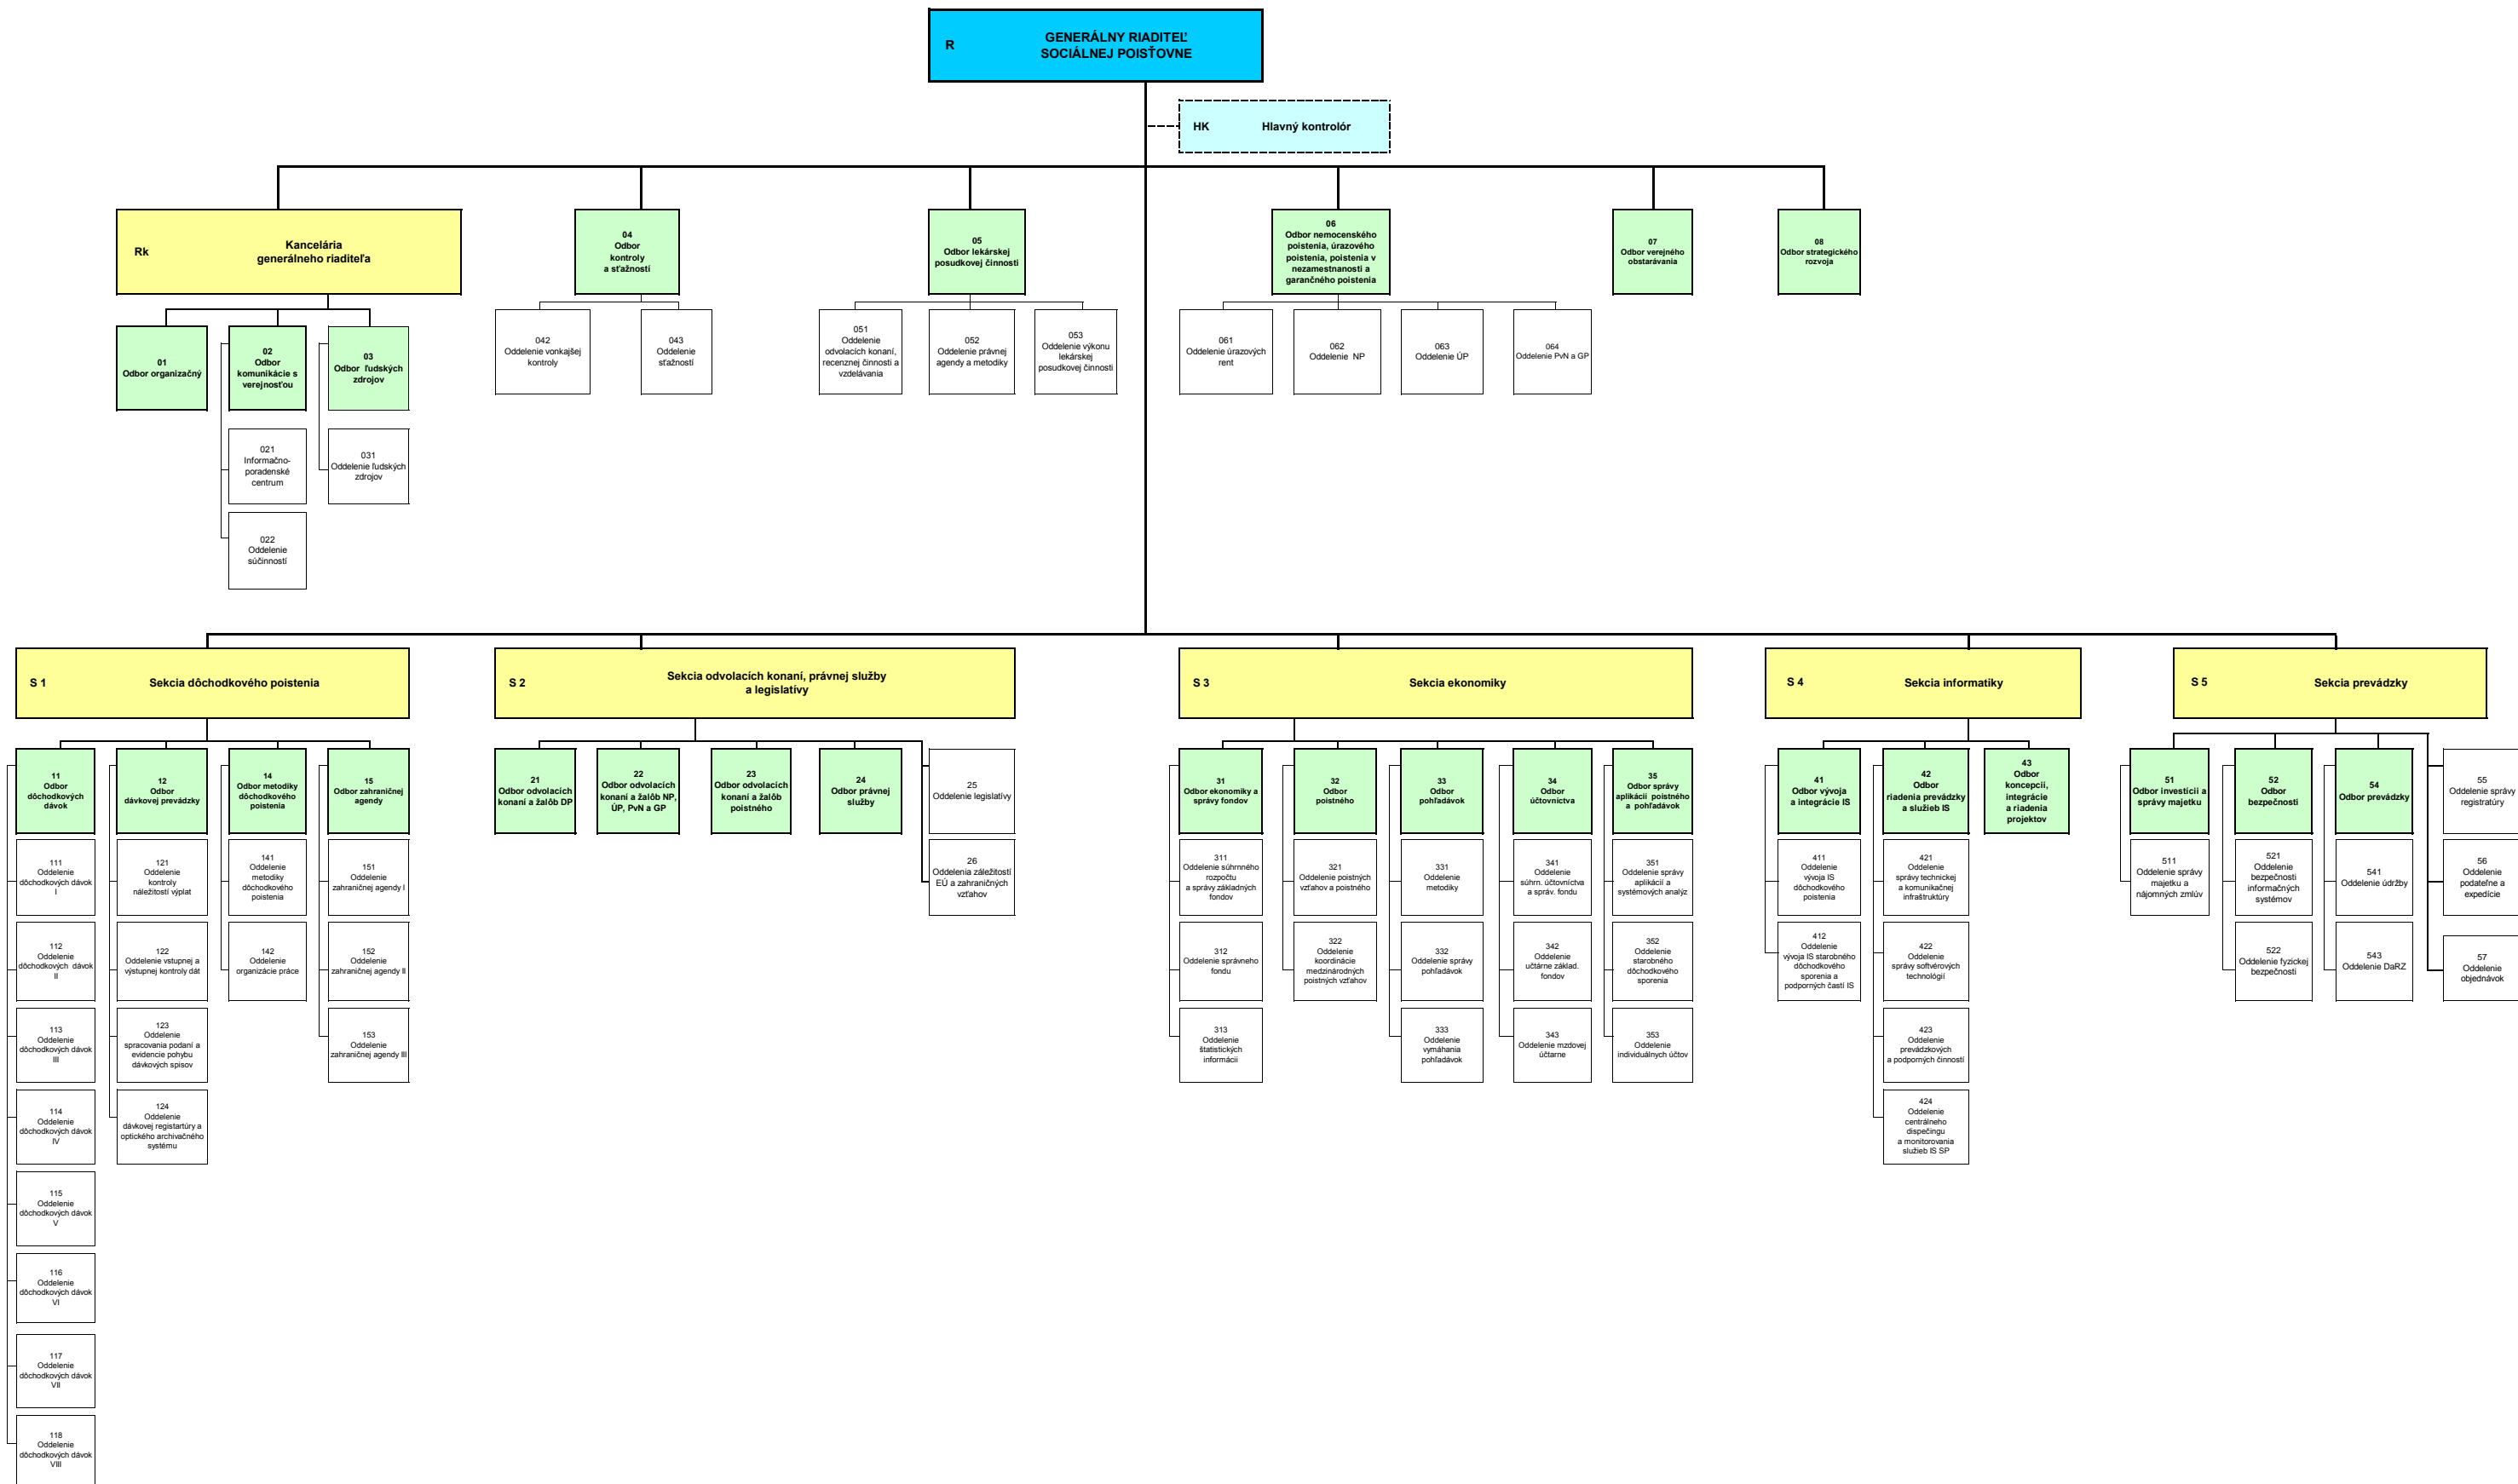 R
GENERÁLNY RIADITEĽ
SOCIÁLNEJ POISŤOVNE
HK
Hlavný kontrolór
Rk
Kancelária
generálneho riaditeľa
04
Odbor
kontroly
a sťažností
05
Odbor lekárskej
posudkovej činnosti
06
Odbor nemocenského
poistenia, úrazového
poistenia, poistenia v
nezamestnanosti a
garančného poistenia
07
Odbor verejného
obstarávania
08
Odbor strategického
rozvoja
01
Odbor organizačný
02
Odbor
komunikácie s
verejnosťou
03
Odbor ľudských
zdrojov
042
Oddelenie vonkajšej
kontroly
043
Oddelenie
sťažností
051
Oddelenie
odvolacích konaní,
recenznej činnosti a
vzdelávania
052
Oddelenie právnej
agendy a metodiky
053
Oddelenie výkonu
lekárskej
posudkovej činnosti
061
Oddelenie úrazových
rent
062
Oddelenie NP
063
Oddelenie ÚP
064
Oddelenie PvN a GP
021
Informačno-
poradenské
centrum
031
Oddelenie ľudských
zdrojov
022
Oddelenie
súčinností
S 1
Sekcia dôchodkového poistenia
S 2
Sekcia odvolacích konaní, právnej služby
a legislatívy
S 3
Sekcia ekonomiky
S 4
Sekcia informatiky
S 5
Sekcia prevádzky
11
Odbor
dôchodkových
dávok
12
Odbor
dávkovej prevádzky
14
Odbor metodiky
dôchodkového
poistenia
15
Odbor zahraničnej
agendy
21
Odbor odvolacích
konaní a žalôb DP
22
Odbor odvolacích
konaní a žalôb NP,
ÚP, PvN a GP
23
Odbor odvolacích
konaní a žalôb
poistného
24
Odbor právnej
služby
25
Oddelenie legislatívy
31
Odbor ekonomiky a
správy fondov
32
Odbor
poistného
33
Odbor
pohľadávok
34
Odbor
účtovníctva
35
Odbor správy
aplikácií poistného
a pohľadávok
41
Odbor vývoja
a integrácie IS
42
Odbor
riadenia prevádzky
a služieb IS
43
Odbor
koncepcií,
integrácie
a riadenia
projektov
51
Odbor investícii a
správy majetku
52
Odbor
bezpečnosti
54
Odbor prevádzky
55
Oddelenie správy
registratúry
111
Oddelenie
dôchodkových dávok
I
121
Oddelenie
kontroly
náležitostí výplat
141
Oddelenie
metodiky
dôchodkového
poistenia
151
Oddelenie
zahraničnej agendy I
26
Oddelenia záležitostí
EÚ a zahraničných
vzťahov
311
Oddelenie súhrnného
rozpočtu
a správy základných
fondov
321
Oddelenie poistných
vzťahov a poistného
331
Oddelenie
metodiky
341
Oddelenie
súhrn. účtovníctva
a správ. fondu
351
Oddelenie správy
aplikácií a
systémových analýz
411
Oddelenie
vývoja IS
dôchodkového
poistenia
421
Oddelenie
správy technickej
a komunikačnej
infraštruktúry
511
Oddelenie správy
majetku a
nájomných zmlúv
521
Oddelenie
bezpečnosti
informačných
systémov
541
Oddelenie údržby
56
Oddelenie
podateľne a
expedície
112
Oddelenie
dôchodkových dávok
II
122
Oddelenie vstupnej a
výstupnej kontroly dát
142
Oddelenie
organizácie práce
152
Oddelenie
zahraničnej agendy II
312
Oddelenie správneho
fondu
322
Oddelenie
koordinácie
medzinárodných
poistných vzťahov
332
Oddelenie správy
pohľadávok
342
Oddelenie
učtárne základ.
fondov
352
Oddelenie
starobného
dôchodkového
sporenia
412
Oddelenie
vývoja IS starobného
dôchodkového
sporenia a
podporných častí IS
422
Oddelenie
správy softvérových
technológií
522
Oddelenie fyzickej
bezpečnosti
543
Oddelenie DaRZ
57
Oddelenie
objednávok
113
Oddelenie
dôchodkových dávok
III
123
Oddelenie
spracovania podaní a
evidencie pohybu
dávkových spisov
153
Oddelenie
zahraničnej agendy III
313
Oddelenie
štatistických
informácii
333
Oddelenie
vymáhania
pohľadávok
343
Oddelenie mzdovej
účtarne
353
Oddelenie
individuálnych účtov
423
Oddelenie
prevádzkových
a podporných činností
114
Oddelenie
dôchodkových dávok
IV
124
Oddelenie
dávkovej registartúry a
optického archivačného
systému
424
Oddelenie
centrálneho
dispečingu
a monitorovania
služieb IS SP
115
Oddelenie
dôchodkových dávok
V
116
Oddelenie
dôchodkových dávok
VI
117
Oddelenie
dôchodkových dávok
VII
118
Oddelenie
dôchodkových dávok
VIII